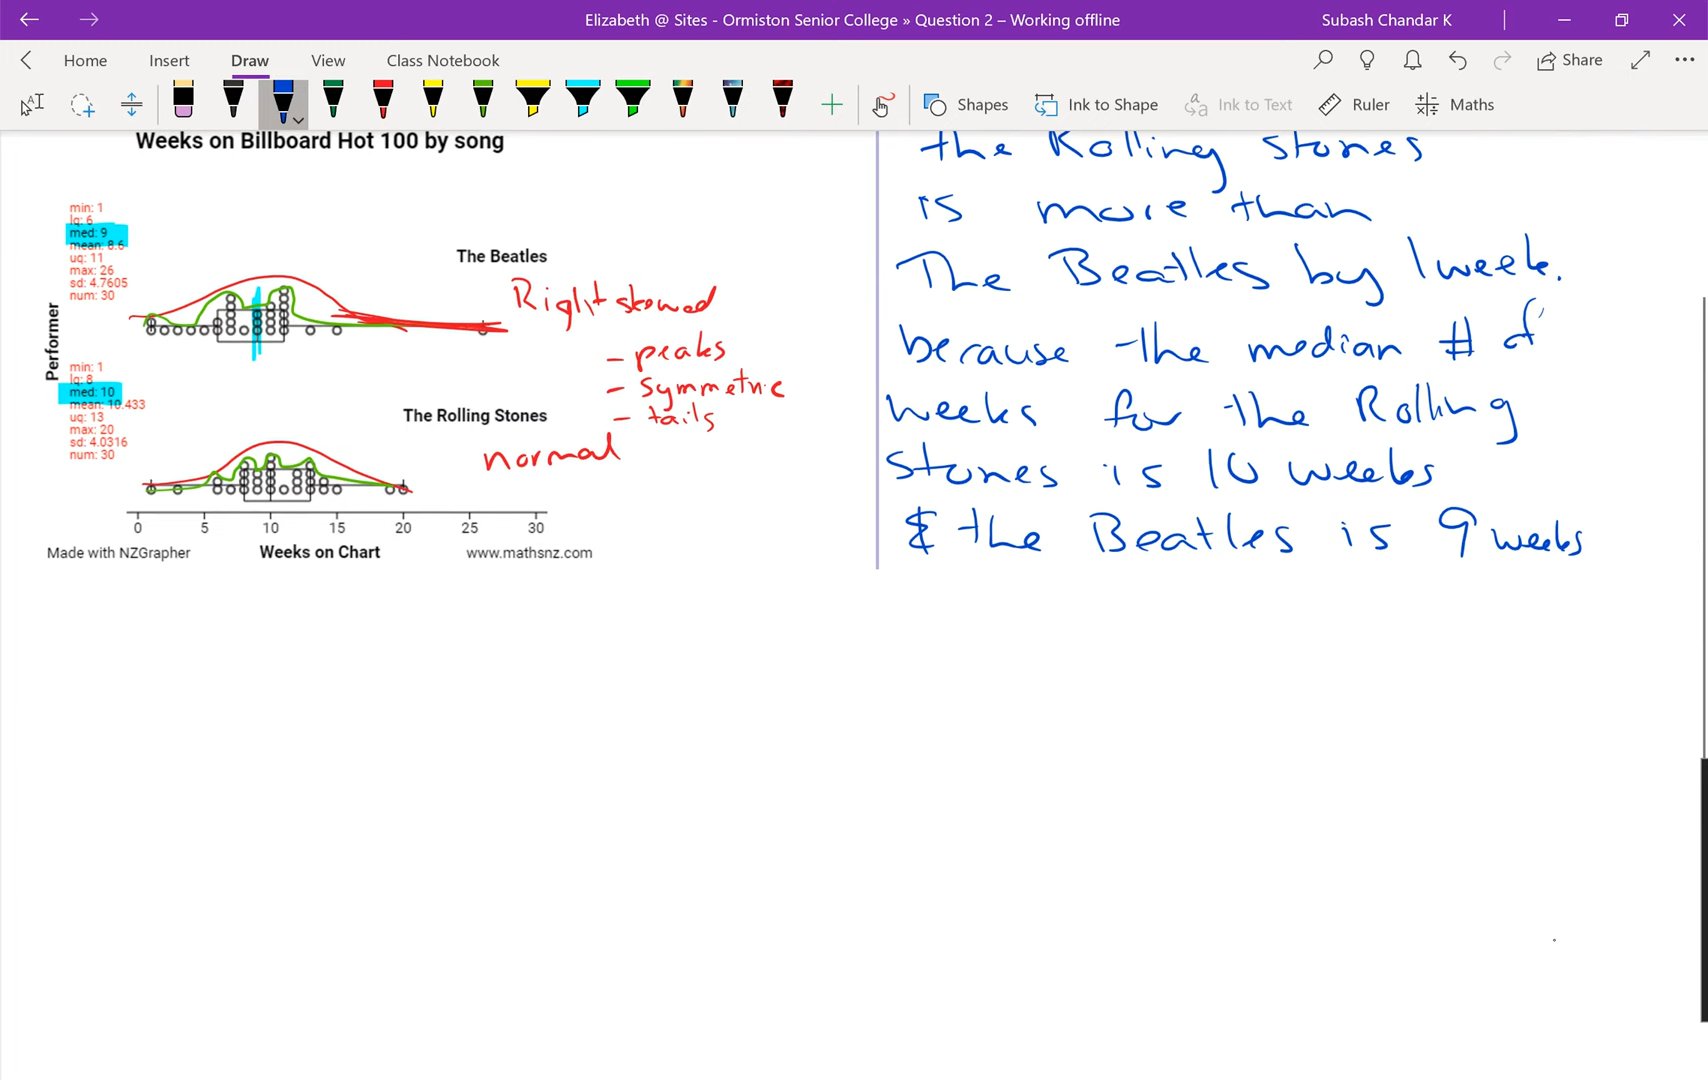 Elizabeth @ Sites - Ormiston Senior College » Question 2 – Working offline
Subash Chandar K
Home
Insert
Draw
View
Class Notebook
Share
Shapes
Ink to Shape
Ink to Text
Ruler
Maths
Weeks on Billboard Hot 100 by song
min: 1
lq: 6
med: 9
mean: 8.6
uq: 11
max: 26
sd: 4.7605
num: 30
The Beatles
Right skewed
- peaks
- symmetric
- tails
Performer
min: 1
lq: 8
med: 10
mean: 10.433
uq: 13
max: 20
sd: 4.0316
num: 30
The Rolling Stones
normal
0 5 10 15 20 25 30
Made with NZGrapher
Weeks on Chart
www.mathsnz.com
the Rolling Stones
is more than
The Beatles by 1 week.
because the median # of
weeks for the Rolling
Stones is 10 weeks
& the Beatles is 9 weeks